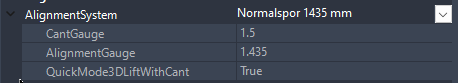 AlignmentSystem Normalspor 1435 mm
CantGauge 1.5
AlignmentGauge 1.435
QuickMode3DLiftWithCant True